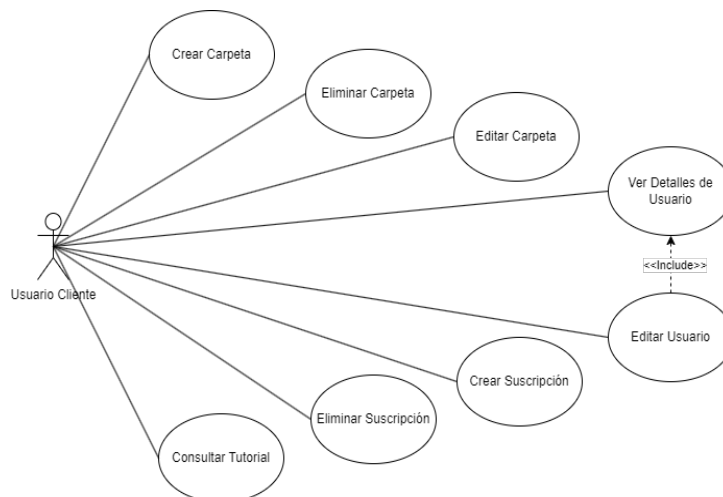 Crear Carpeta
Eliminar Carpeta
Editar Carpeta
Ver Detalles de
Usuario
<<Include>>
Usuario Cliente
Editar Usuario
Crear Suscripción
Eliminar Suscripción
Consultar Tutorial